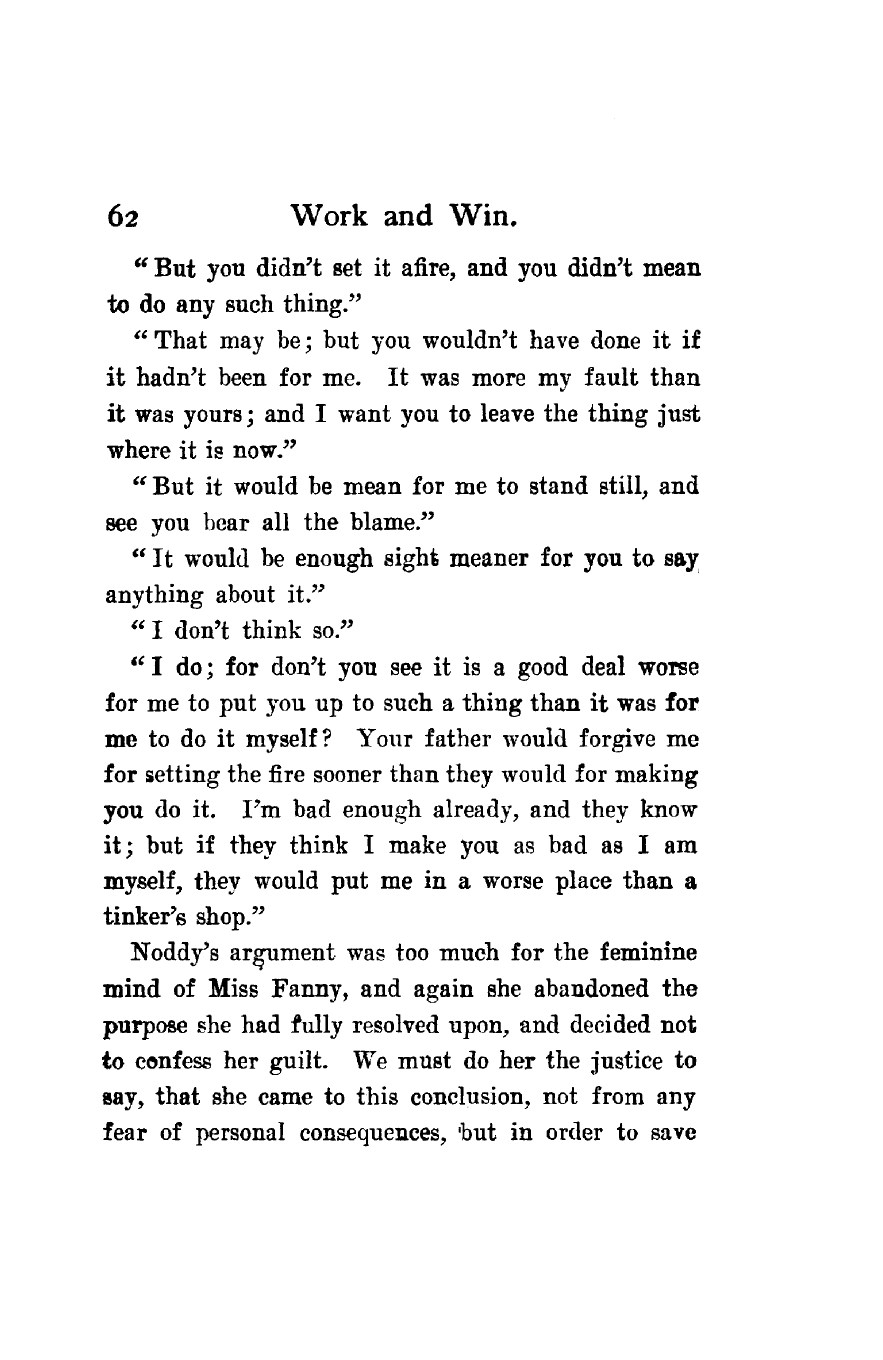 62 Work and Win.
“But you didn’t set it afire, and you didn’t mean
to do any such thing.”
“That may be; but you wouldn’t have done it if
it hadn’t been for me. It was more my fault than
it was yours; and I want you to leave the thing just
where it is now.”
“But it would be mean for me to stand still, and
see you bear all the blame.”
“It would be enough sight meaner for you to say
anything about it.”
“I don’t think so.”
“I do; for don’t you see it is a good deal worse
for me to put you up to such a thing than it was for
me to do it myself? Your father would forgive me
for setting the fire sooner than they would for making
you do it. I’m bad enough already, and they know
it; but if they think I make you as bad as I am
myself, they would put me in a worse place than a
tinker’s shop.”
Noddy’s argument was too much for the feminine
mind of Miss Fanny, and again she abandoned the
purpose she had fully resolved upon, and decided not
to confess her guilt. We must do her the justice to
say, that she came to this conclusion, not from any
fear of personal consequences, but in order to save